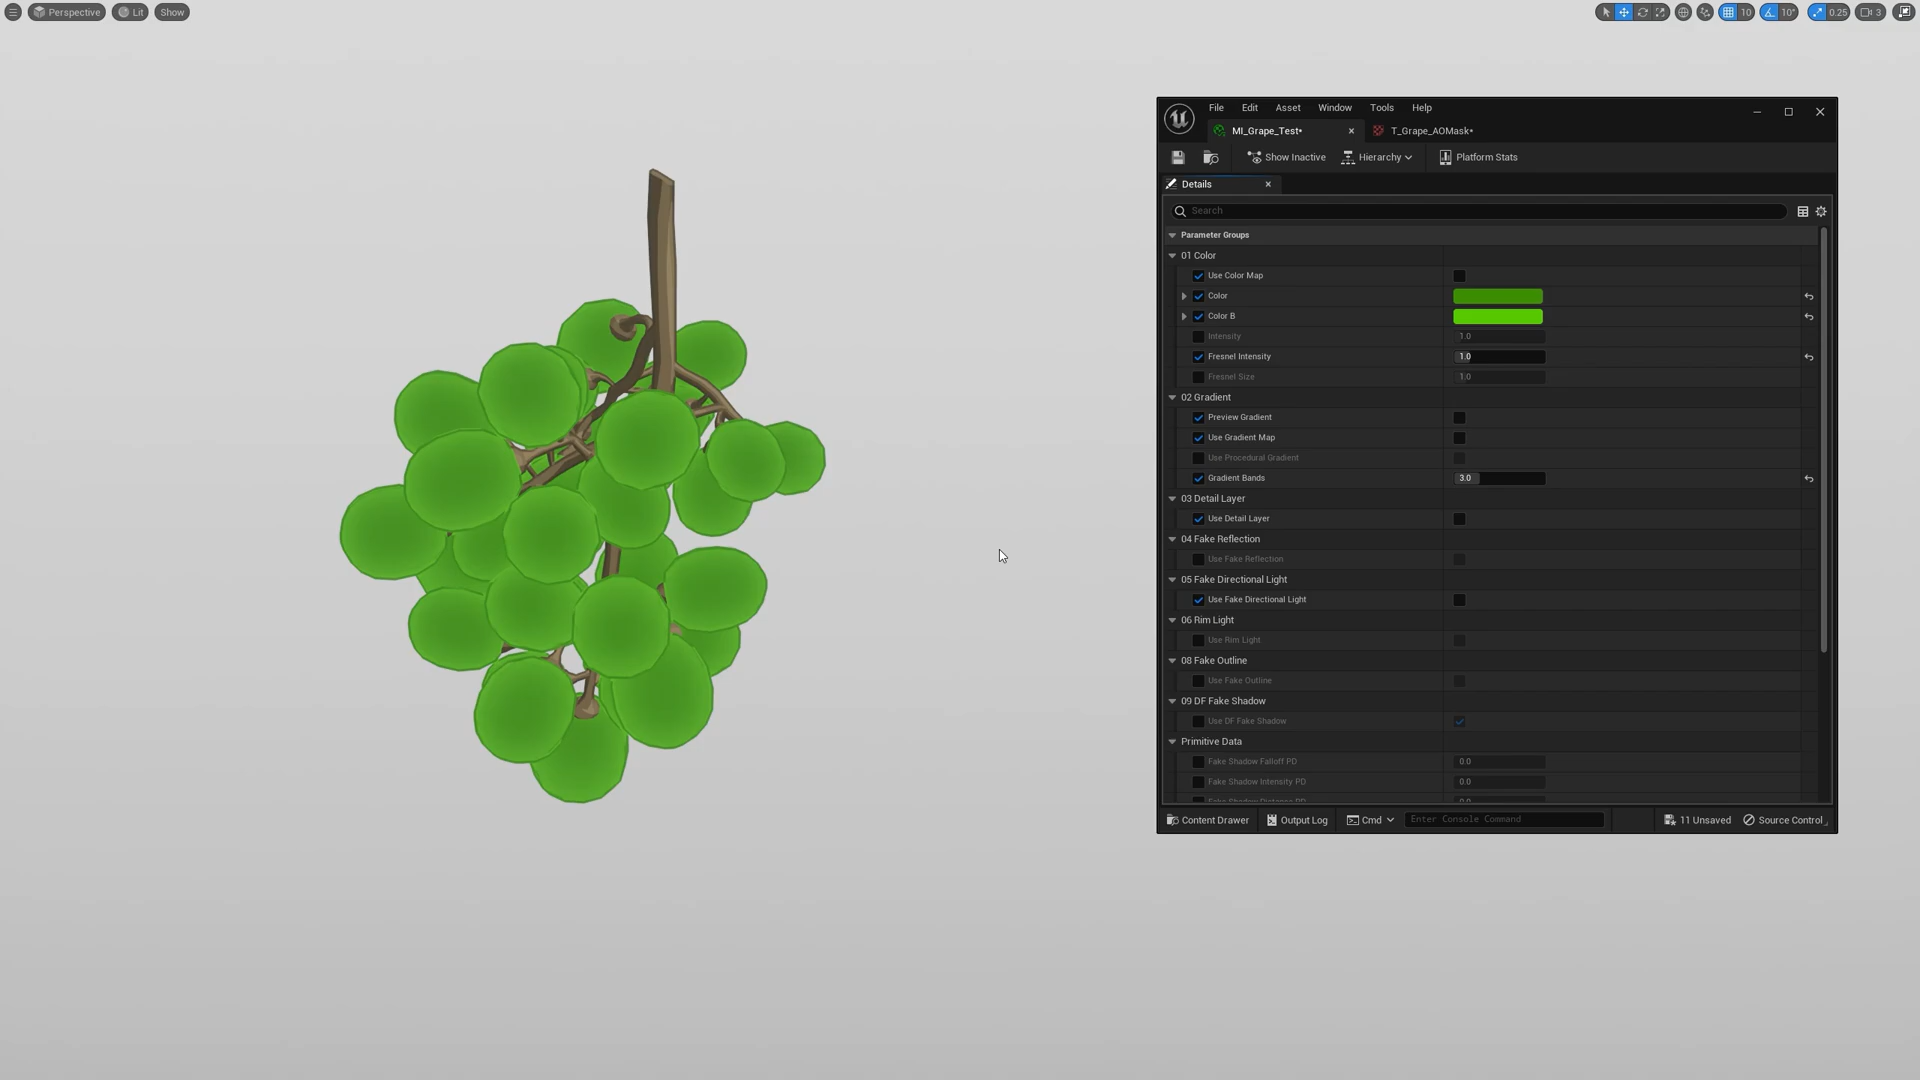 Perspective
Lit
Show
10
10°
0.25
3
File Edit Asset Window Tools Help
MI_Grape_Test*
T_Grape_AOMask*
Show Inactive
Hierarchy
Platform Stats
Details
Search
Parameter Groups
01 Color
Use Color Map
Color
Color B
Intensity 1.0
Fresnel Intensity 1.0
Fresnel Size 1.0
02 Gradient
Preview Gradient
Use Gradient Map
Use Procedural Gradient
Gradient Bands 3.0
03 Detail Layer
Use Detail Layer
04 Fake Reflection
Use Fake Reflection
05 Fake Directional Light
Use Fake Directional Light
06 Rim Light
Use Rim Light
08 Fake Outline
Use Fake Outline
09 DF Fake Shadow
Use DF Fake Shadow
Primitive Data
Fake Shadow Falloff PD 0.0
Fake Shadow Intensity PD 0.0
Fake Shadow Distance PD 0.0
Content Drawer
Output Log
Cmd
Enter Console Command
11 Unsaved
Source Control